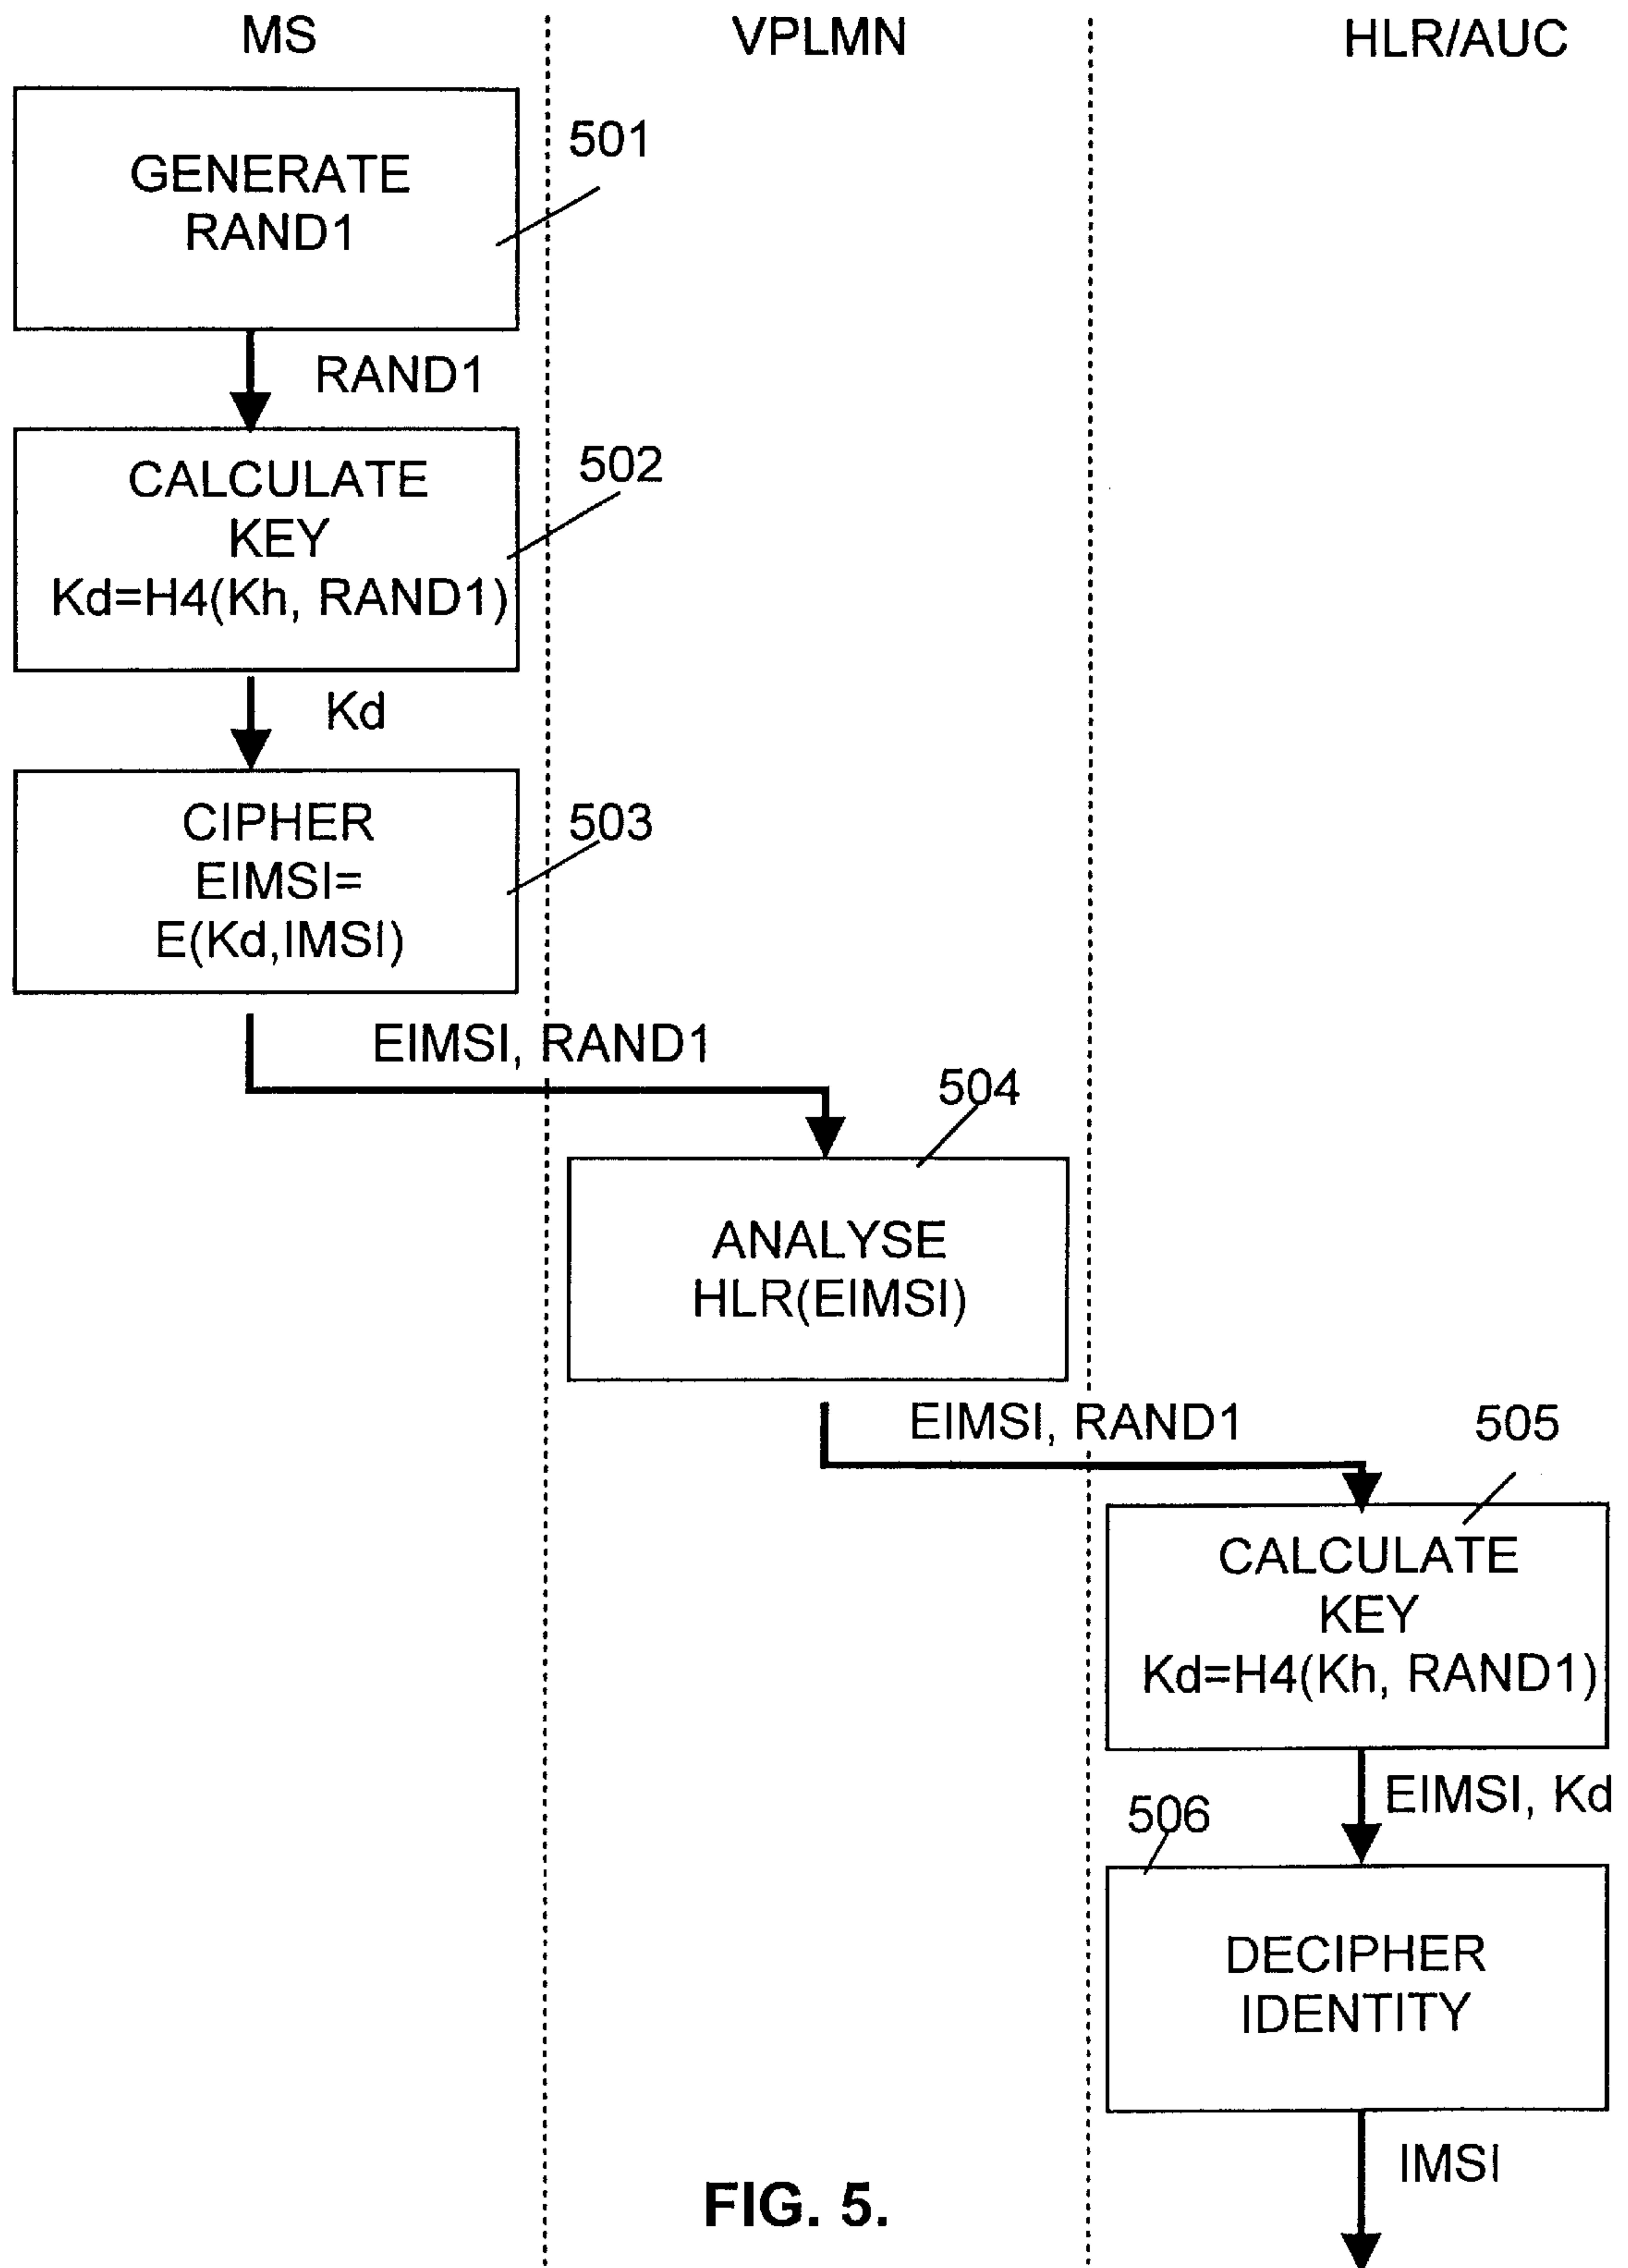 MS
VPLMN
HLR/AUC
GENERATE
RAND1
501
RAND1
CALCULATE
KEY
Kd=H4(Kh, RAND1)
502
Kd
CIPHER
EIMSI=
E(Kd,IMSI)
503
EIMSI, RAND1
504
ANALYSE
HLR(EIMSI)
EIMSI, RAND1
505
CALCULATE
KEY
Kd=H4(Kh, RAND1)
EIMSI, Kd
506
DECIPHER
IDENTITY
IMSI
FIG. 5.